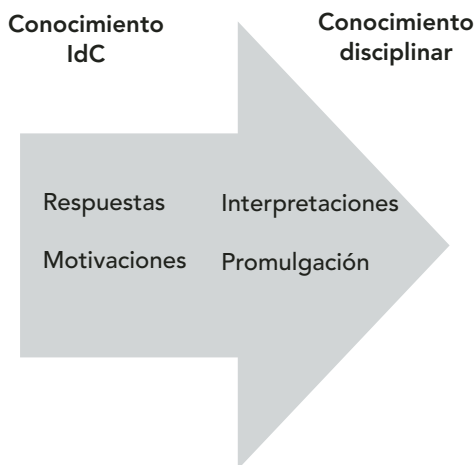 Conocimiento
IdC
Conocimiento
disciplinar
Respuestas
Interpretaciones
Motivaciones
Promulgación